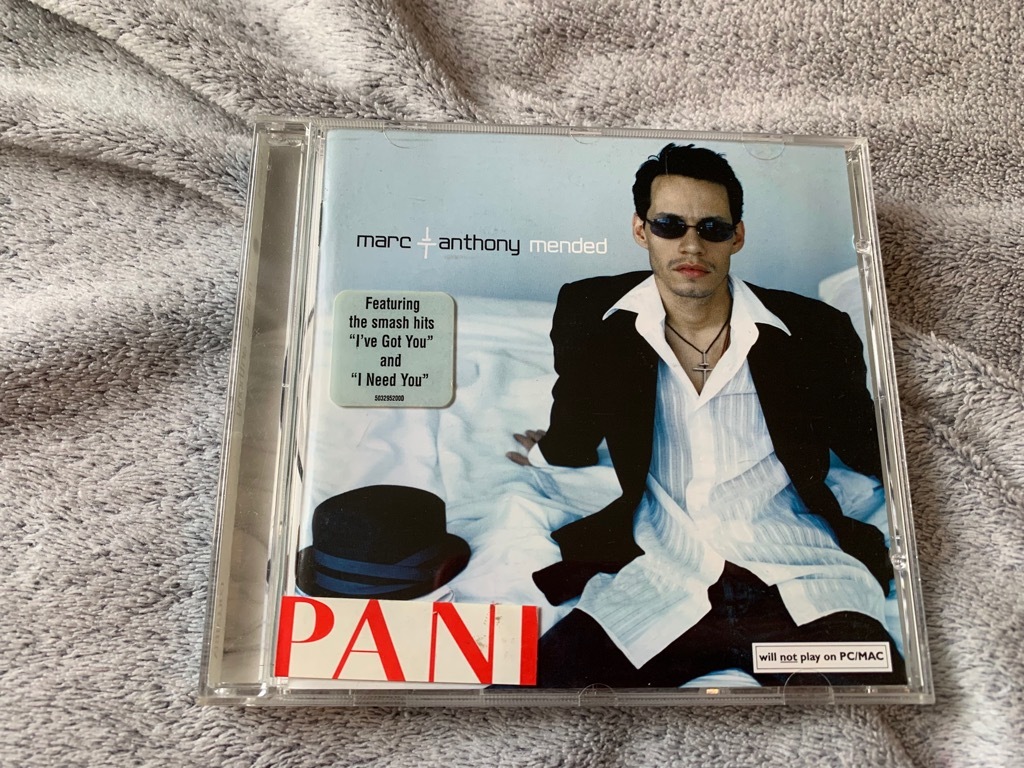 marc anthony mended
Featuring
the smash hits
“I've Got You”
and
“I Need You”
5032952000
PANI
will not play on PC/MAC